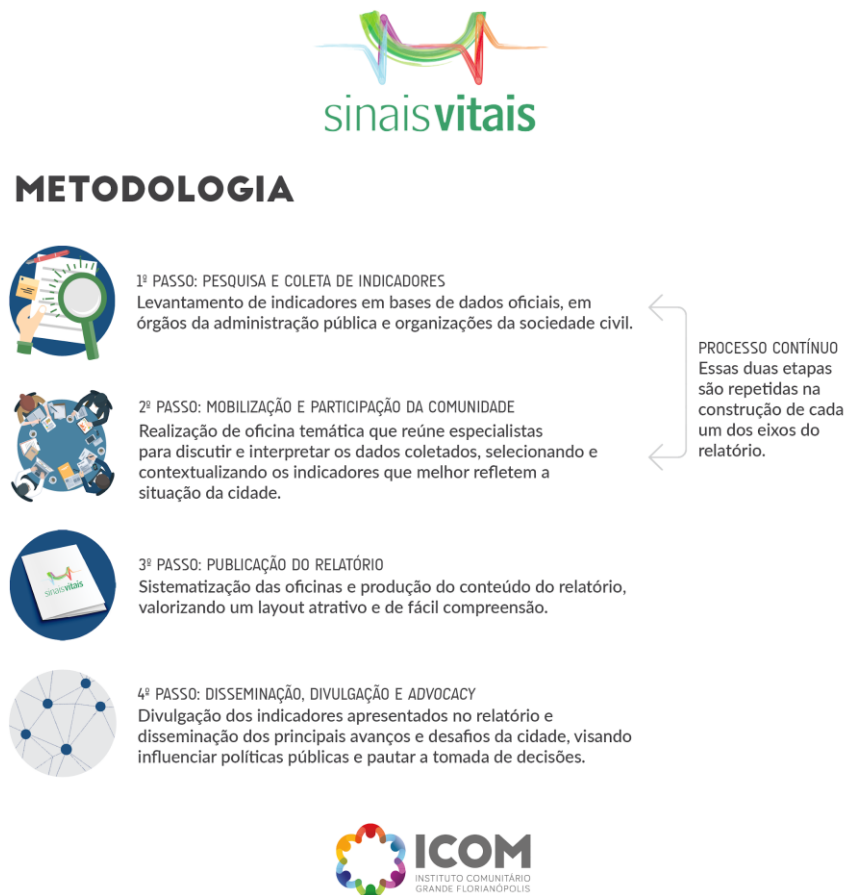 sinaisvitais
METODOLOGIA
1º PASSO: PESQUISA E COLETA DE INDICADORES
Levantamento de indicadores em bases de dados oficiais, em
órgãos da administração pública e organizações da sociedade civil.
PROCESSO CONTÍNUO
Essas duas etapas
são repetidas na
construção de cada
um dos eixos do
relatório.
2º PASSO: MOBILIZAÇÃO E PARTICIPAÇÃO DA COMUNIDADE
Realização de oficina temática que reúne especialistas
para discutir e interpretar os dados coletados, selecionando e
contextualizando os indicadores que melhor refletem a
situação da cidade.
sinaisvitais
3º PASSO: PUBLICAÇÃO DO RELATÓRIO
Sistematização das oficinas e produção do conteúdo do relatório,
valorizando um layout atrativo e de fácil compreensão.
4º PASSO: DISSEMINAÇÃO, DIVULGAÇÃO E ADVOCACY
Divulgação dos indicadores apresentados no relatório e
disseminação dos principais avanços e desafios da cidade, visando
influenciar políticas públicas e pautar a tomada de decisões.
ICOM
INSTITUTO COMUNITÁRIO
GRANDE FLORIANÓPOLIS